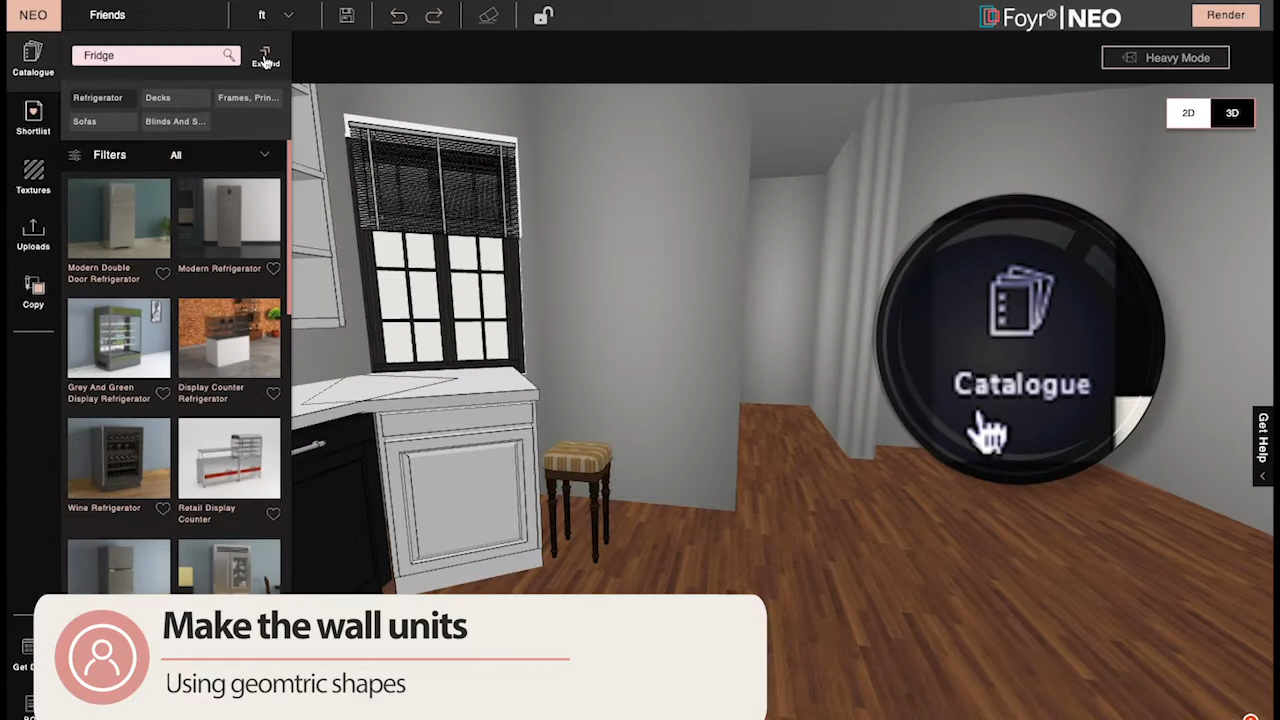 NEO
Friends
ft
Foyr® | NEO
Render
Catalogue
Fridge
Heavy Mode
Refrigerator
Decks
Frames, Prin...
Sofas
Blinds And S...
Shortlist
2D
3D
Filters
All
Textures
Uploads
Copy
Modern Double
Door Refrigerator
Modern Refrigerator
Grey And Green
Display Refrigerator
Display Counter
Refrigerator
Wine Refrigerator
Retail Display
Counter
Catalogue
Get Help
Make the wall units
Using geomtric shapes